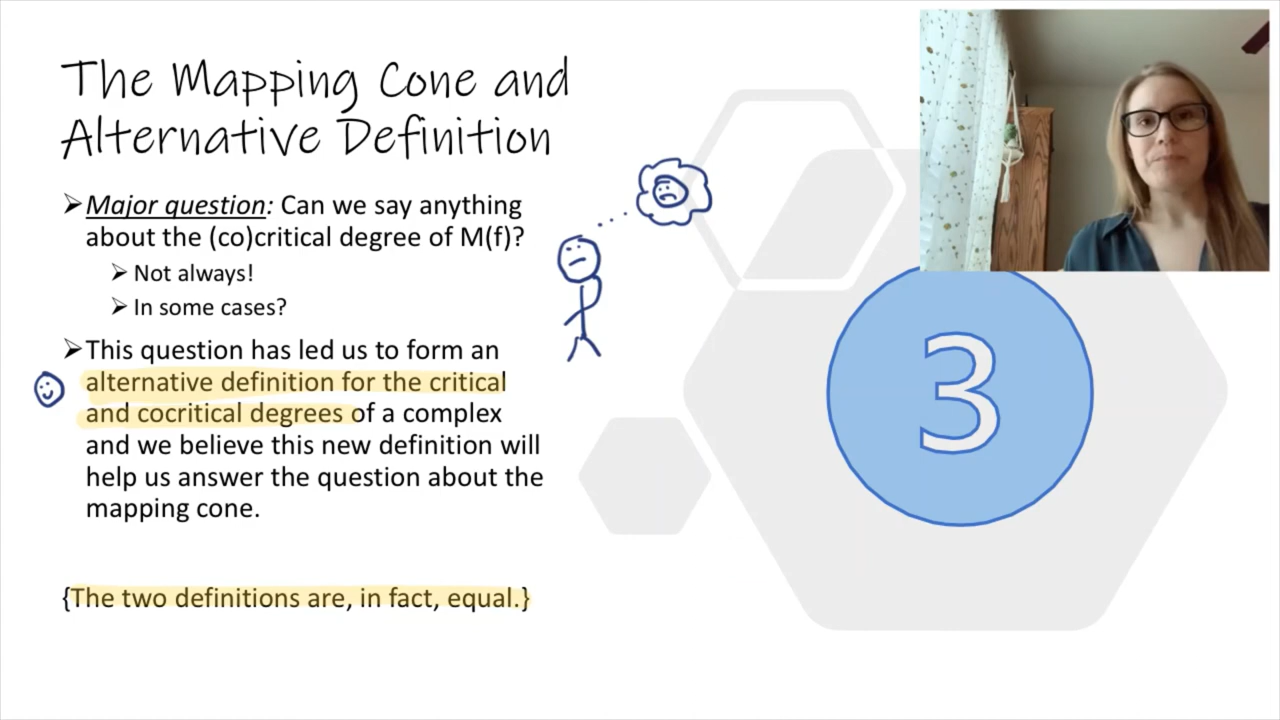 The Mapping Cone and
Alternative Definition
Major question: Can we say anything
about the (co)critical degree of M(f)?
Not always!
In some cases?
This question has led us to form an
alternative definition for the critical
and cocritical degrees of a complex
and we believe this new definition will
help us answer the question about the
mapping cone.
{The two definitions are, in fact, equal.}
3